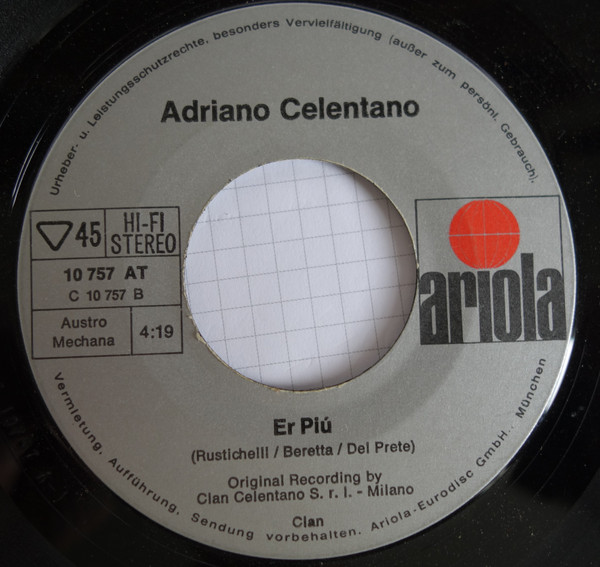 Urheber- u. Leistungsschutzrechte, besonders Vervielfältigung (außer zum persönl. Gebrauch),
Adriano Celentano
45
HI-FI
STEREO
10 757 AT
C 10 757 B
Austro
Mechana
4:19
ariola
Er Piú
(Rustichelli / Beretta / Del Prete)
Original Recording by
Clan Celentano S. r. l. - Milano
Clan
Vermietung, Aufführung, Sendung vorbehalten. Ariola-Eurodisc GmbH., München